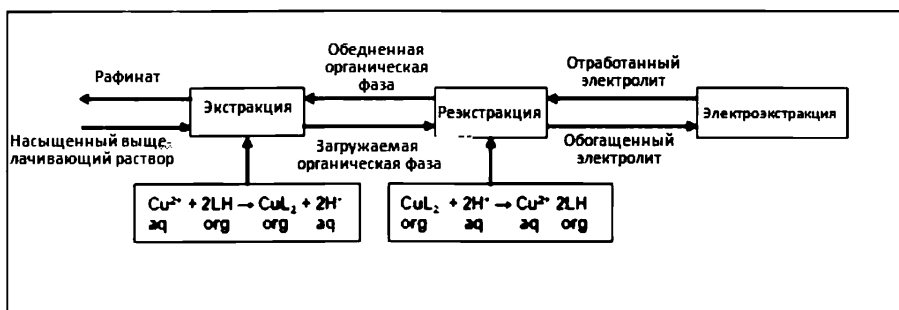 Обедненная
органическая
фаза
Отработанный
электролит
Рафинат
Экстракция
Реэкстракция
Электроэкстракция
Насыщенный выще-
лачивающий раствор
Загружаемая
органическая фаза
Обогащенный
электролит
Cu²⁺ + 2LH → CuL₂ + 2H⁺
aq org org aq
CuL₂ + 2H⁺ → Cu²⁺ 2LH
org aq aq org